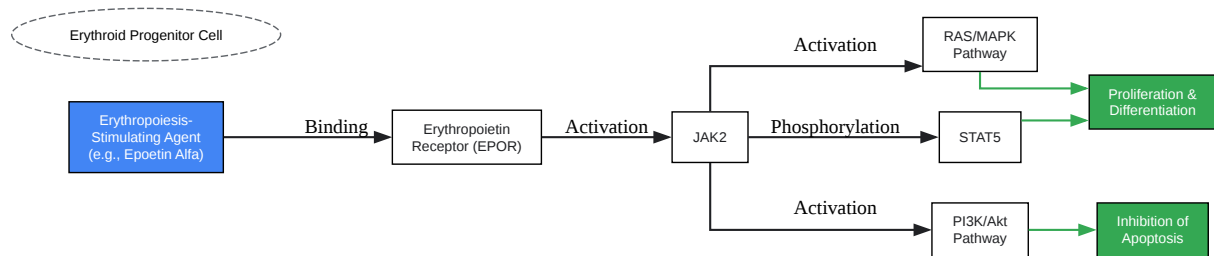 Erythroid Progenitor Cell
Erythropoiesis-
Stimulating Agent
(e.g., Epoetin Alfa)
Binding
Erythropoietin
Receptor (EPOR)
Activation
JAK2
Activation
RAS/MAPK
Pathway
Phosphorylation
STAT5
Proliferation &
Differentiation
Activation
PI3K/Akt
Pathway
Inhibition of
Apoptosis